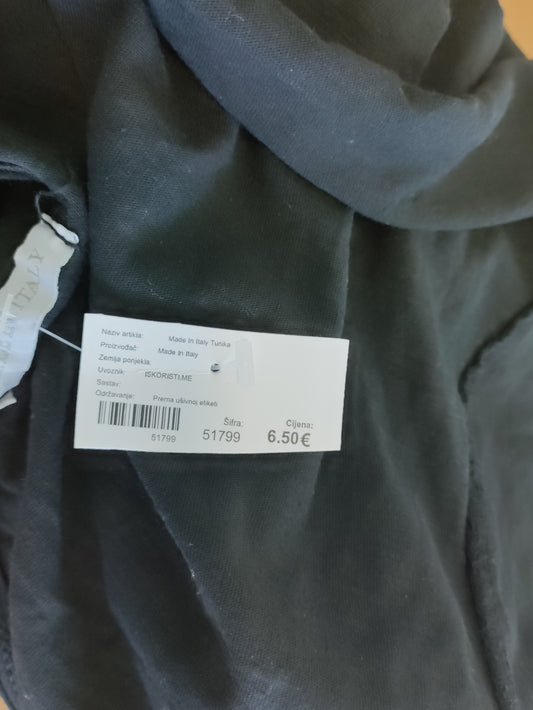 Naziv artikla: Made In Italy Tunika
Proizvođač: Made In Italy
Zemlja porijekla:
Uvoznik: ISKORISTI.ME
Sastav:
Održavanje: Prema ušivnoj etiketi
51799
Šifra:
51799
Cijena:
6.50€
ITALY